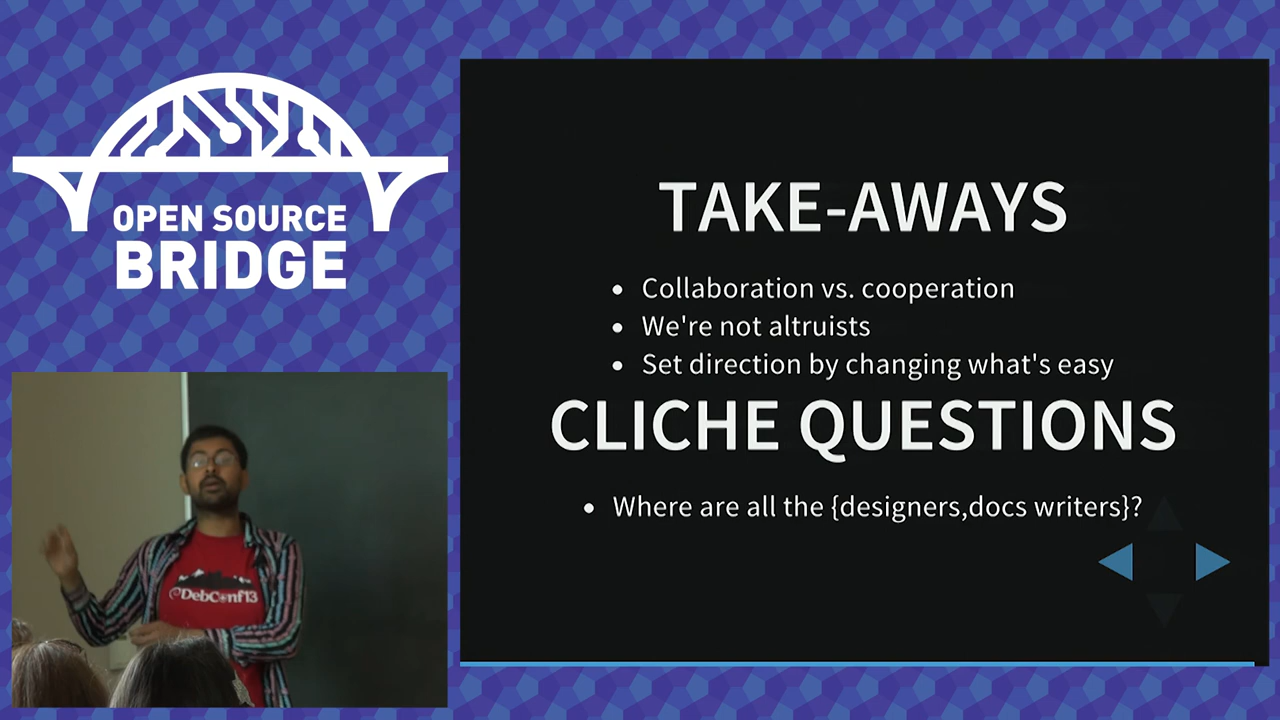 OPEN SOURCE
BRIDGE
TAKE-AWAYS
Collaboration vs. cooperation
We're not altruists
Set direction by changing what's easy
CLICHE QUESTIONS
Where are all the {designers,docs writers}?
DebConf13